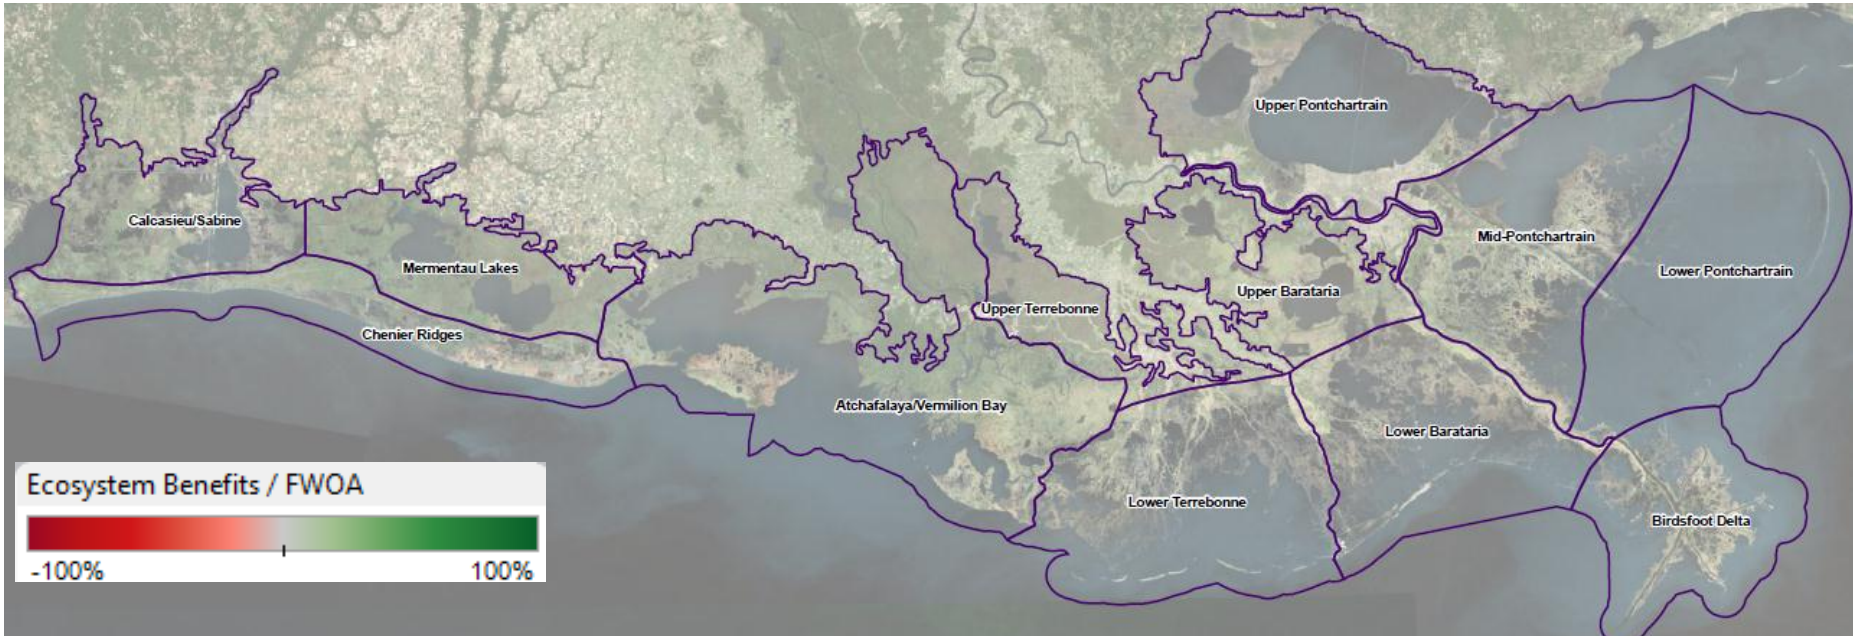 Upper Pontchartrain
Calcasieu/Sabine
Mid-Pontchartrain
Mermentau Lakes
Lower Pontchartrain
Upper Barataria
Upper Terrebonne
Chenier Ridges
Atchafalaya/Vermilion Bay
Lower Barataria
Lower Terrebonne
Birdsfoot Delta
Ecosystem Benefits / FWOA
-100% 100%